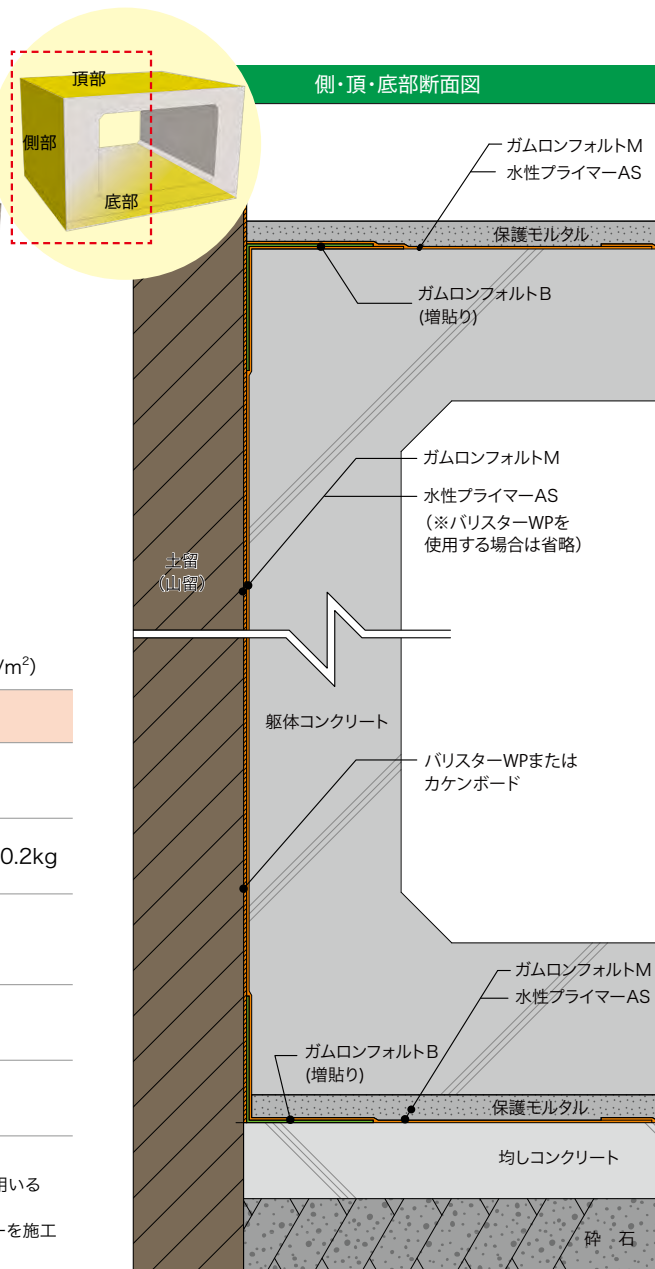 側・頂・底部断面図
頂部
側部
底部
ガムロンフォルトM
水性プライマーAS
保護モルタル
ガムロンフォルトB
(増貼り)
ガムロンフォルトM
水性プライマーAS
(※バリスターWPを
使用する場合は省略)
土留
(山留)
/m²)
躯体コンクリート
バリスターWPまたは
カケンボード
0.2kg
ガムロンフォルトM
水性プライマーAS
ガムロンフォルトB
(増貼り)
保護モルタル
均しコンクリート
用いる
ーを施工
砕 石